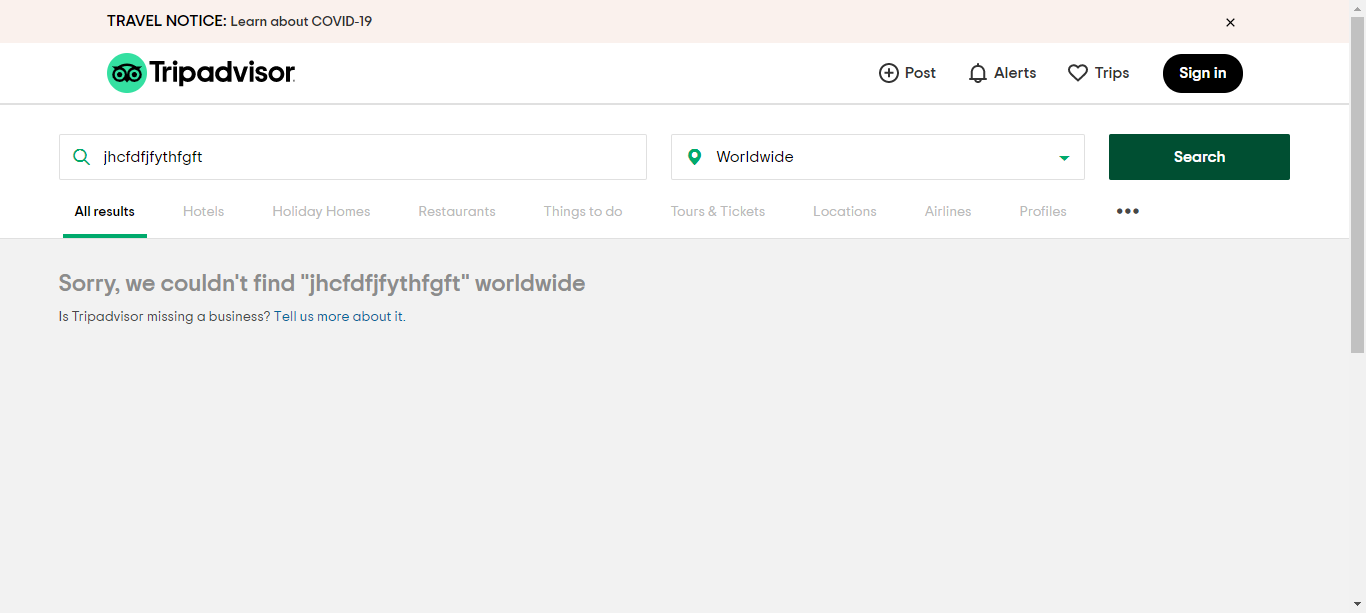 TRAVEL NOTICE: Learn about COVID-19
Tripadvisor
Post
Alerts
Trips
Sign in
jhcfdfjfythfgft
Worldwide
Search
All results
Hotels
Holiday Homes
Restaurants
Things to do
Tours & Tickets
Locations
Airlines
Profiles
Sorry, we couldn't find "jhcfdfjfythfgft" worldwide
Is Tripadvisor missing a business? Tell us more about it.